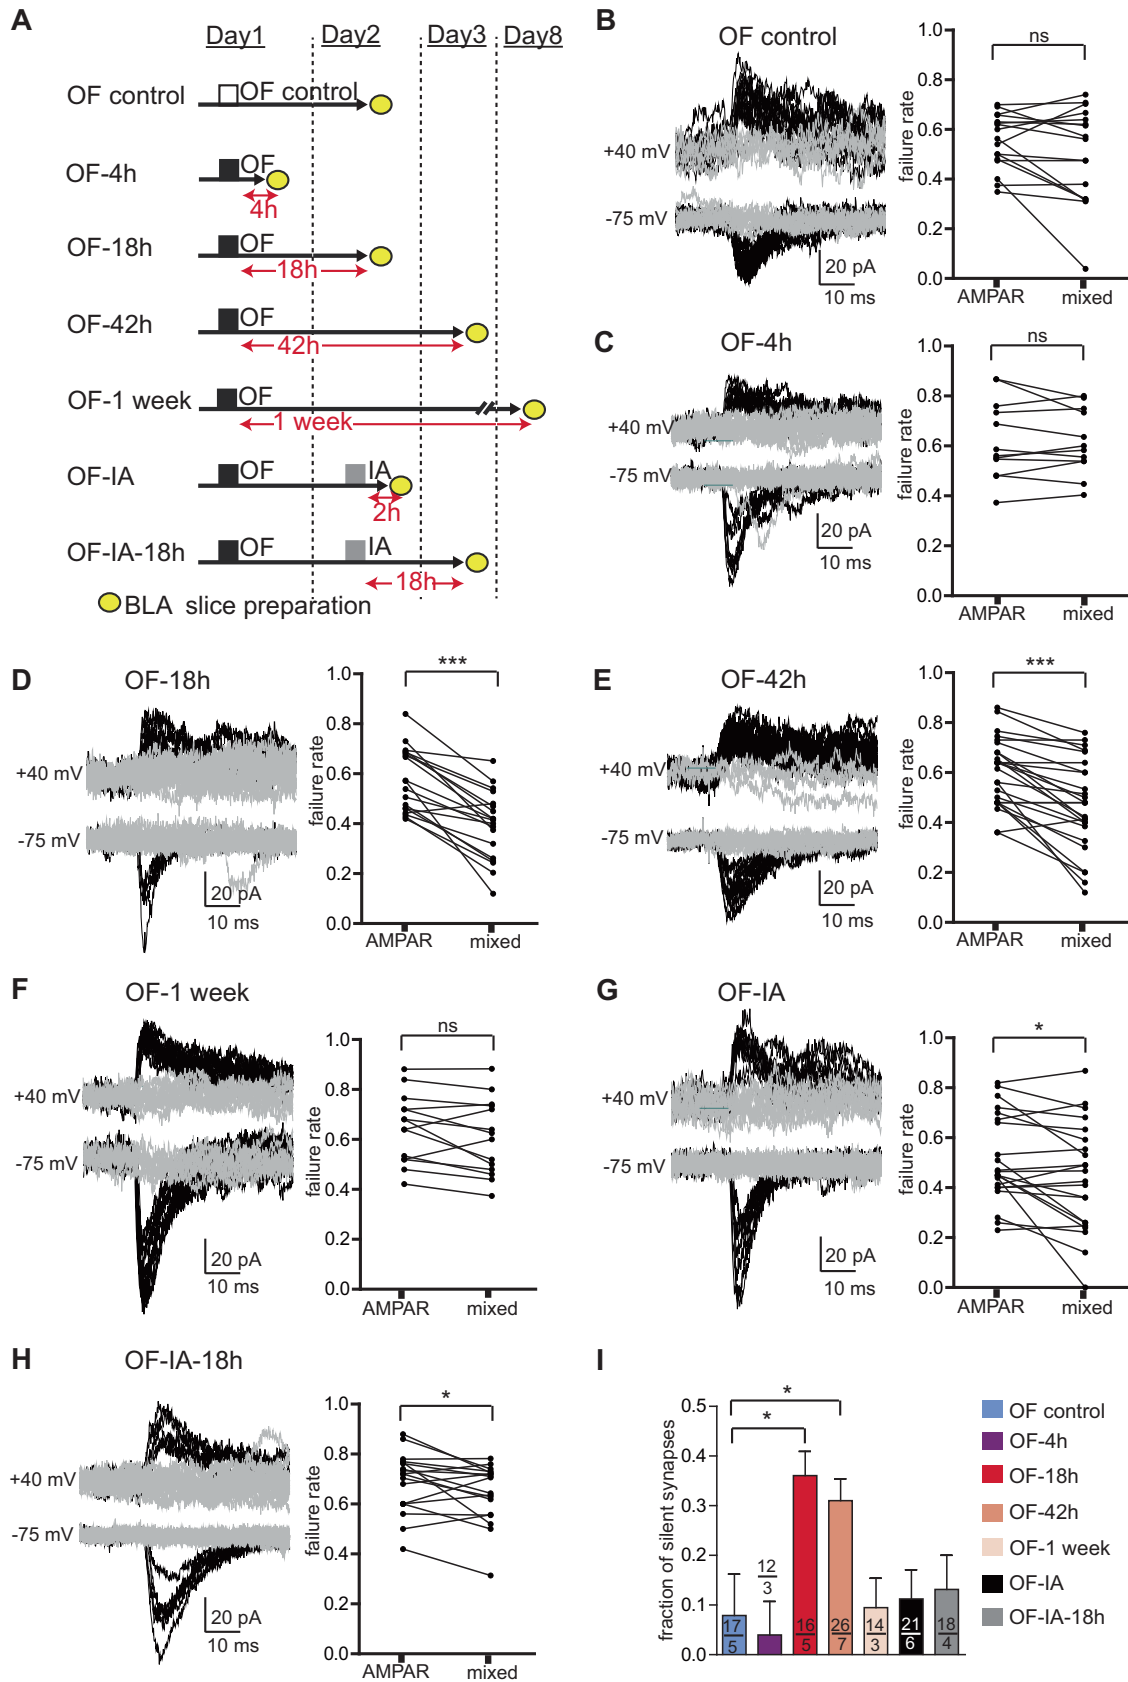 A
Day1 Day2 Day3 Day8
OF control
OF control
OF-4h
OF
4h
OF-18h
OF
18h
OF-42h
OF
42h
OF-1 week
OF
1 week
OF-IA
OF
IA
2h
OF-IA-18h
OF
IA
18h
BLA slice preparation
B
OF control
+40 mV
-75 mV
20 pA
10 ms
failure rate
1.0
0.8
0.6
0.4
0.2
0.0
ns
AMPAR mixed
C
OF-4h
+40 mV
-75 mV
20 pA
10 ms
failure rate
1.0
0.8
0.6
0.4
0.2
0.0
ns
AMPAR mixed
D
OF-18h
+40 mV
-75 mV
20 pA
10 ms
failure rate
1.0
0.8
0.6
0.4
0.2
0.0
***
AMPAR mixed
E
OF-42h
+40 mV
-75 mV
20 pA
10 ms
failure rate
1.0
0.8
0.6
0.4
0.2
0.0
***
AMPAR mixed
F
OF-1 week
+40 mV
-75 mV
20 pA
10 ms
failure rate
1.0
0.8
0.6
0.4
0.2
0.0
ns
AMPAR mixed
G
OF-IA
+40 mV
-75 mV
20 pA
10 ms
failure rate
1.0
0.8
0.6
0.4
0.2
0.0
*
AMPAR mixed
H
OF-IA-18h
+40 mV
-75 mV
20 pA
10 ms
failure rate
1.0
0.8
0.6
0.4
0.2
0.0
*
AMPAR mixed
I
fraction of silent synapses
0.5
0.4
0.3
0.2
0.1
0.0
*
*
17
5
12
3
16
5
26
7
14
3
21
6
18
4
OF control
OF-4h
OF-18h
OF-42h
OF-1 week
OF-IA
OF-IA-18h